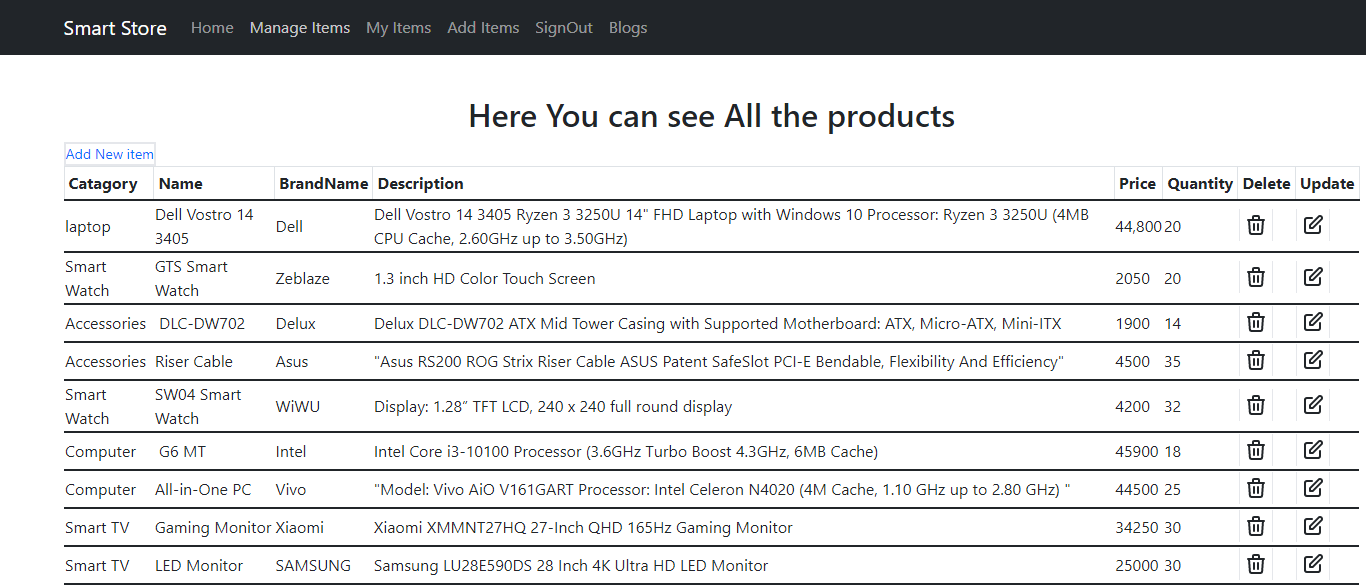 Smart Store Home Manage Items My Items Add Items SignOut Blogs
Here You can see All the products
Add New item
Catagory Name BrandName Description Price Quantity Delete Update
laptop Dell Vostro 14 3405 Dell Dell Vostro 14 3405 Ryzen 3 3250U 14" FHD Laptop with Windows 10 Processor: Ryzen 3 3250U (4MB CPU Cache, 2.60GHz up to 3.50GHz) 44,800 20
Smart Watch GTS Smart Watch Zeblaze 1.3 inch HD Color Touch Screen 2050 20
Accessories DLC-DW702 Delux Delux DLC-DW702 ATX Mid Tower Casing with Supported Motherboard: ATX, Micro-ATX, Mini-ITX 1900 14
Accessories Riser Cable Asus "Asus RS200 ROG Strix Riser Cable ASUS Patent SafeSlot PCI-E Bendable, Flexibility And Efficiency" 4500 35
Smart Watch SW04 Smart Watch WiWU Display: 1.28” TFT LCD, 240 x 240 full round display 4200 32
Computer G6 MT Intel Intel Core i3-10100 Processor (3.6GHz Turbo Boost 4.3GHz, 6MB Cache) 45900 18
Computer All-in-One PC Vivo "Model: Vivo AiO V161GART Processor: Intel Celeron N4020 (4M Cache, 1.10 GHz up to 2.80 GHz) " 44500 25
Smart TV Gaming Monitor Xiaomi Xiaomi XMMNT27HQ 27-Inch QHD 165Hz Gaming Monitor 34250 30
Smart TV LED Monitor SAMSUNG Samsung LU28E590DS 28 Inch 4K Ultra HD LED Monitor 25000 30